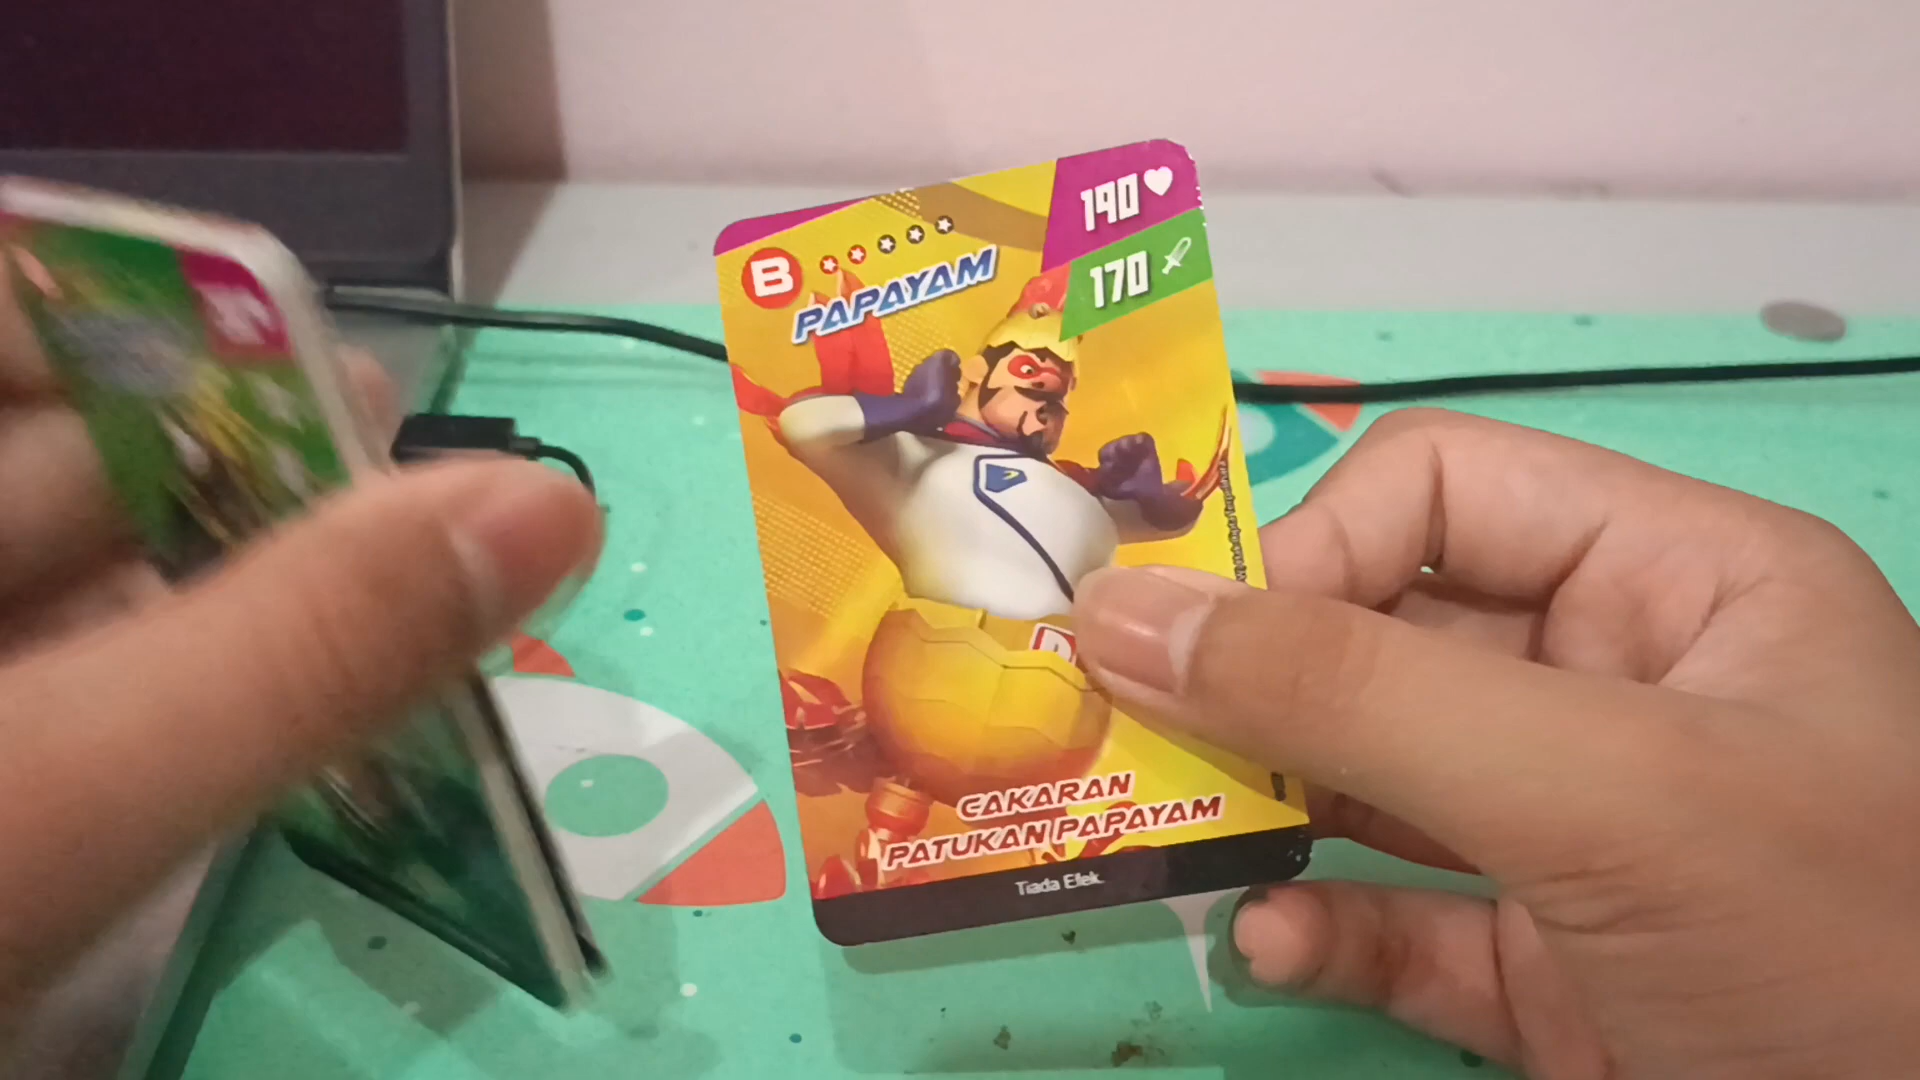 190
170
B
PAPAYAM
CAKARAN
PATUKAN PAPAYAM
Tiada Efek.